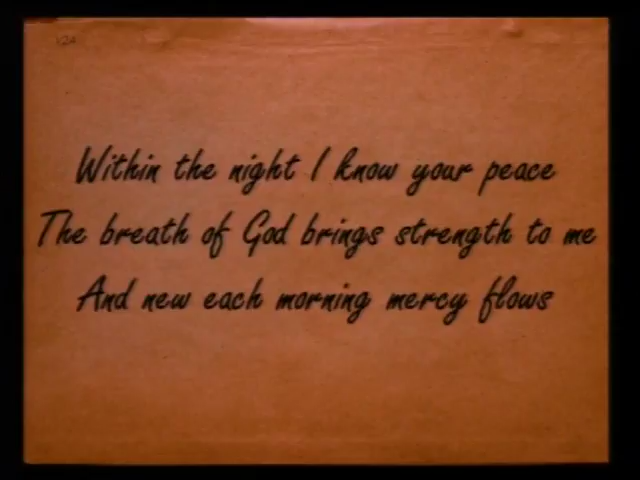 Within the night I know your peace
The breath of God brings strength to me
And new each morning mercy flows